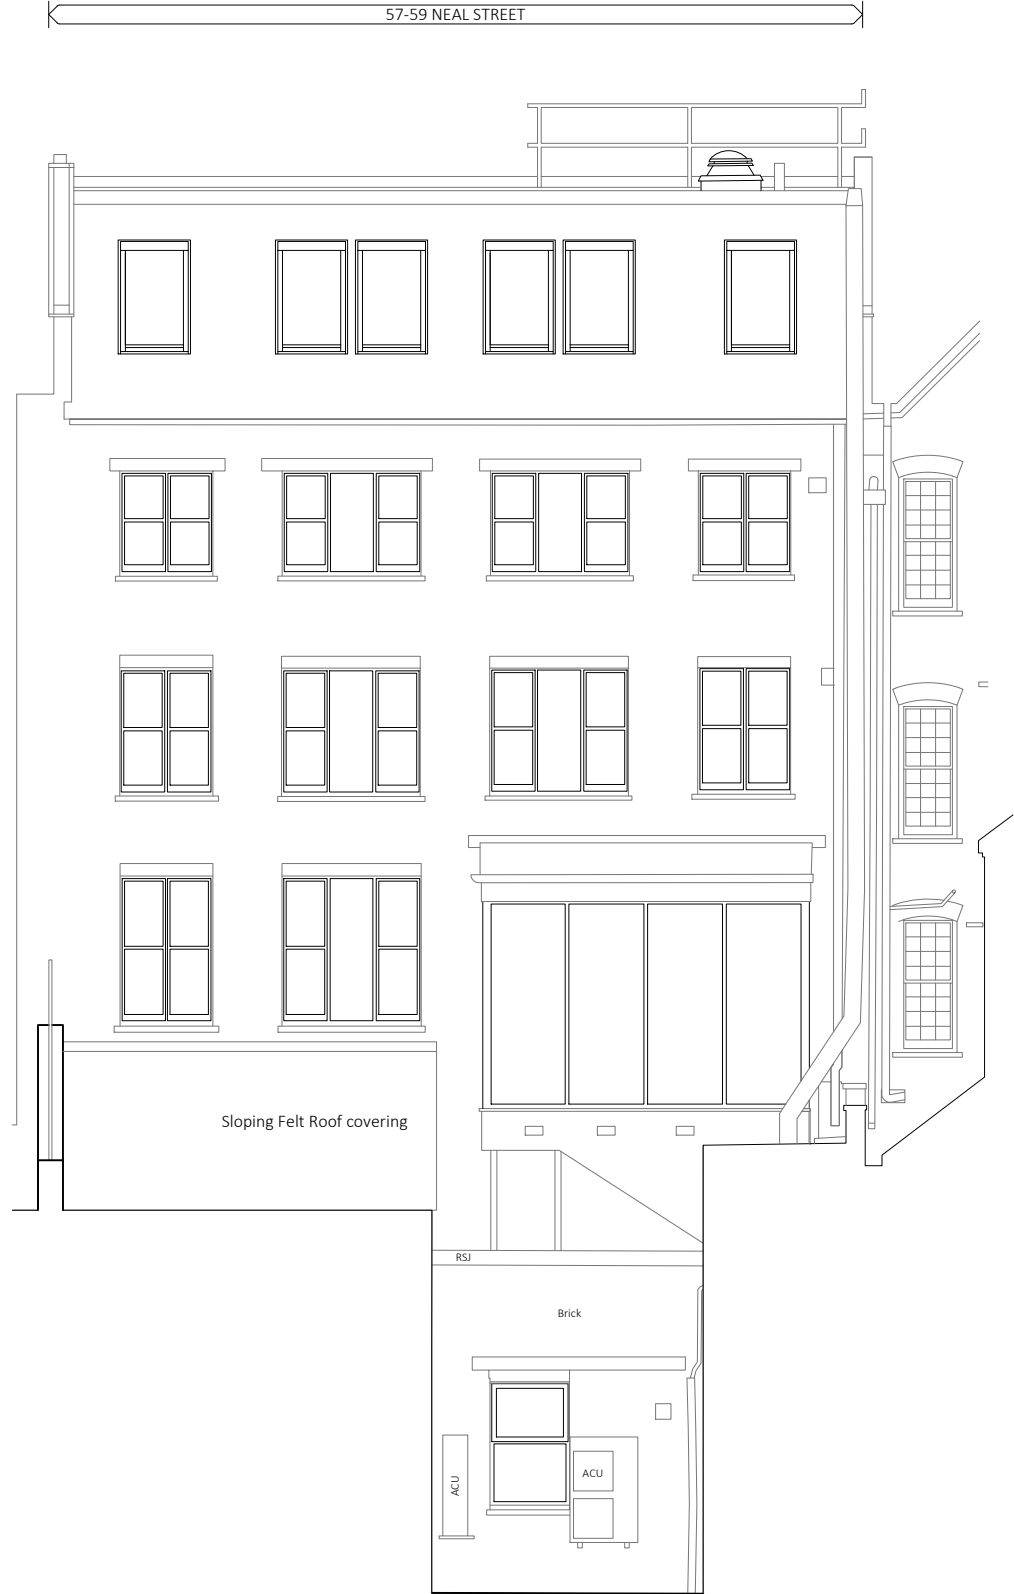 57-59 NEAL STREET
Sloping Felt Roof covering
RSJ
Brick
ACU
ACU